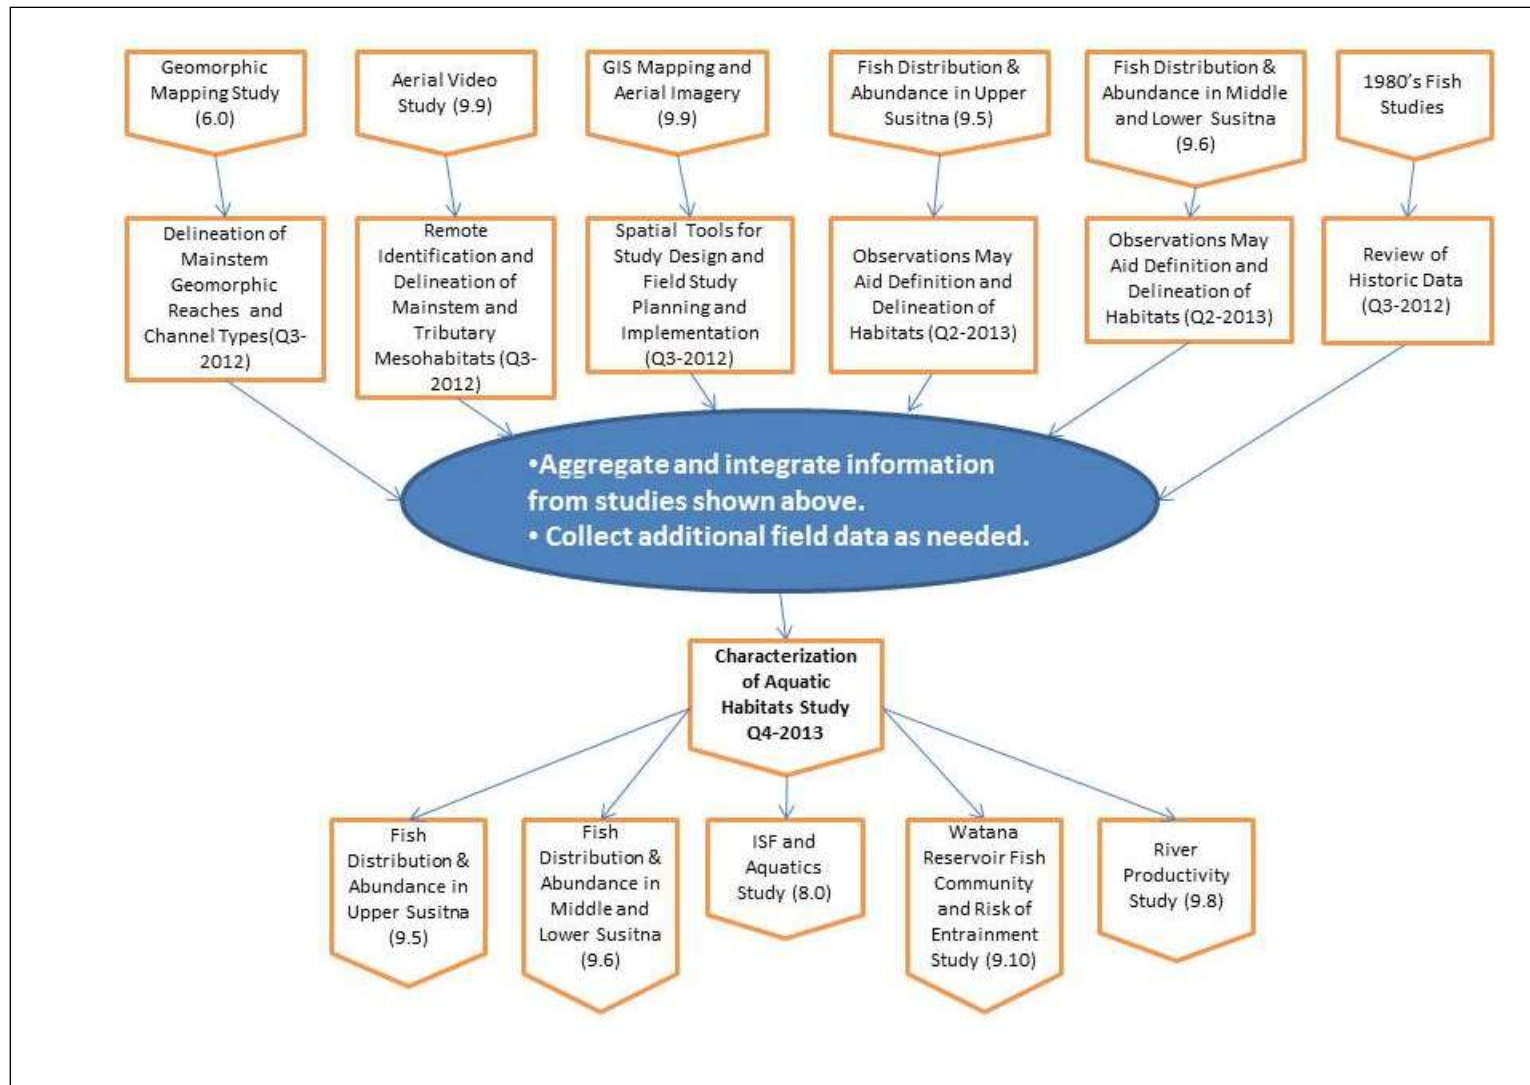 Geomorphic
Mapping Study
(6.0)
Aerial Video
Study (9.9)
GIS Mapping and
Aerial Imagery
(9.9)
Fish Distribution &
Abundance in Upper
Susitna (9.5)
Fish Distribution &
Abundance in Middle
and Lower Susitna
(9.6)
1980's Fish
Studies
Delineation of
Mainstem
Geomorphic
Reaches and
Channel Types(Q3-
2012)
Remote
Identification and
Delineation of
Mainstem and
Tributary
Mesohabitats (Q3-
2012)
Spatial Tools for
Study Design and
Field Study
Planning and
Implementation
(Q3-2012)
Observations May
Aid Definition and
Delineation of
Habitats (Q2-2013)
Observations May
Aid Definition and
Delineation of
Habitats (Q2-2013)
Review of
Historic Data
(Q3-2012)
•Aggregate and integrate information
from studies shown above.
• Collect additional field data as needed.
Characterization
of Aquatic
Habitats Study
Q4-2013
Fish
Distribution &
Abundance in
Upper Susitna
(9.5)
Fish
Distribution &
Abundance in
Middle and
Lower Susitna
(9.6)
ISF and
Aquatics
Study (8.0)
Watana
Reservoir Fish
Community
and Risk of
Entrainment
Study (9.10)
River
Productivity
Study (9.8)